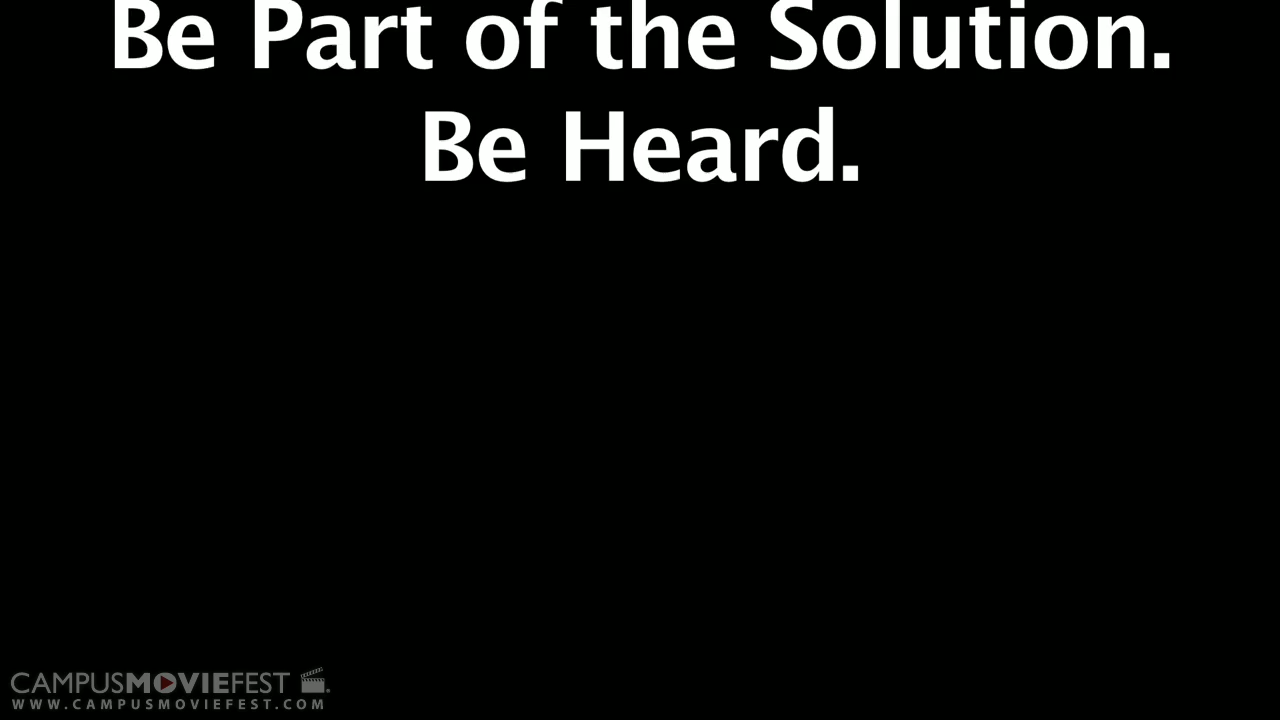 Be Part of the Solution.
Be Heard.
CAMPUSMOVIEFEST
WWW.CAMPUSMOVIEFEST.COM